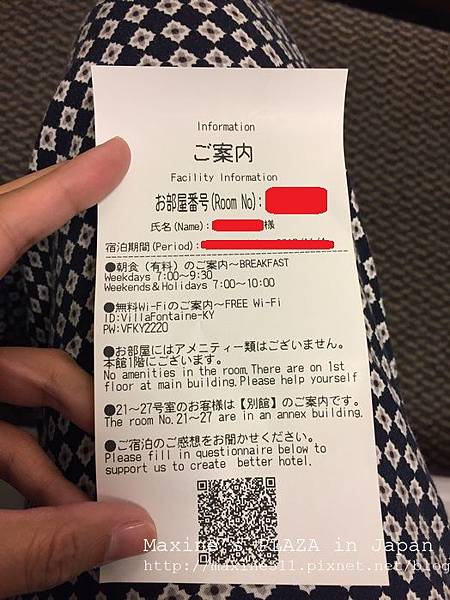 Information
ご案内
Facility Information
お部屋番号(Room No):
氏名(Name): 様
宿泊期間(Period):
●朝食（有料）のご案内～BREAKFAST
Weekdays 7:00～9:30
Weekends&Holidays 7:00～10:00
●無料Wi-Fiのご案内～FREE Wi-Fi
ID:VillaFontaine-KY
PW:VFKY2220
●お部屋にはアメニティー類はございません。
本館1階にございます。
No amenities in the room.There are on 1st
floor at main building.Please help yourself
●21～27号室のお客様は【別館】のご案内です。
The room No.21～27 are in an annex building.
●ご宿泊のご感想をお聞かせください。
Please fill in questionnaire below to
support us to create better hotel.
Maxine's PLAZA in Japan
http://maxine311.pixnet.net/blog